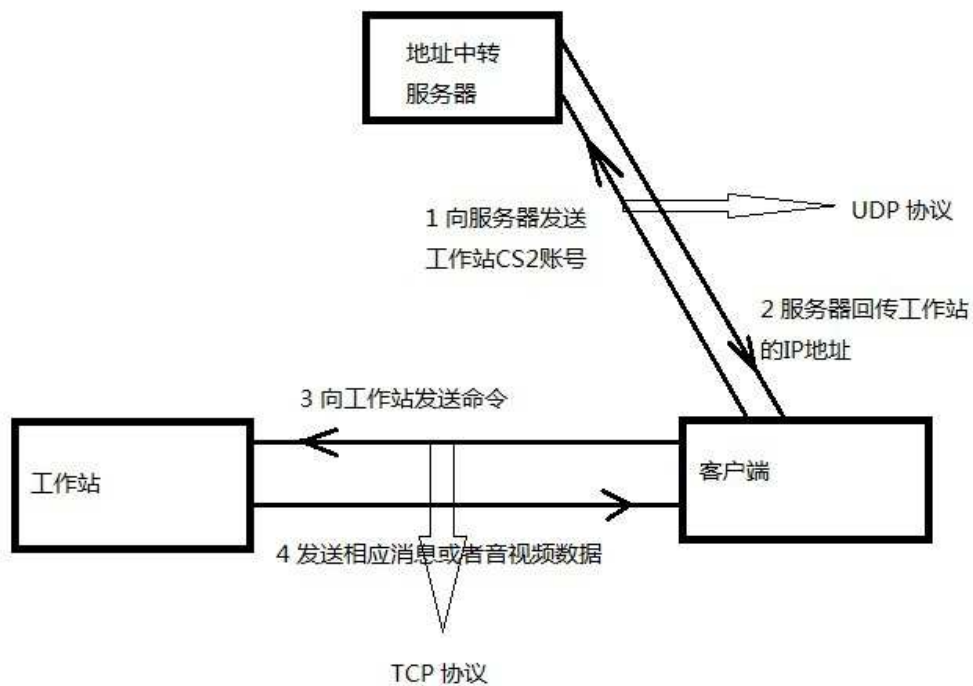 地址中转
服务器
1 向服务器发送
工作站CS2账号
UDP 协议
2 服务器回传工作站
的IP地址
3 向工作站发送命令
工作站
客户端
4 发送相应消息或者音视频数据
TCP 协议